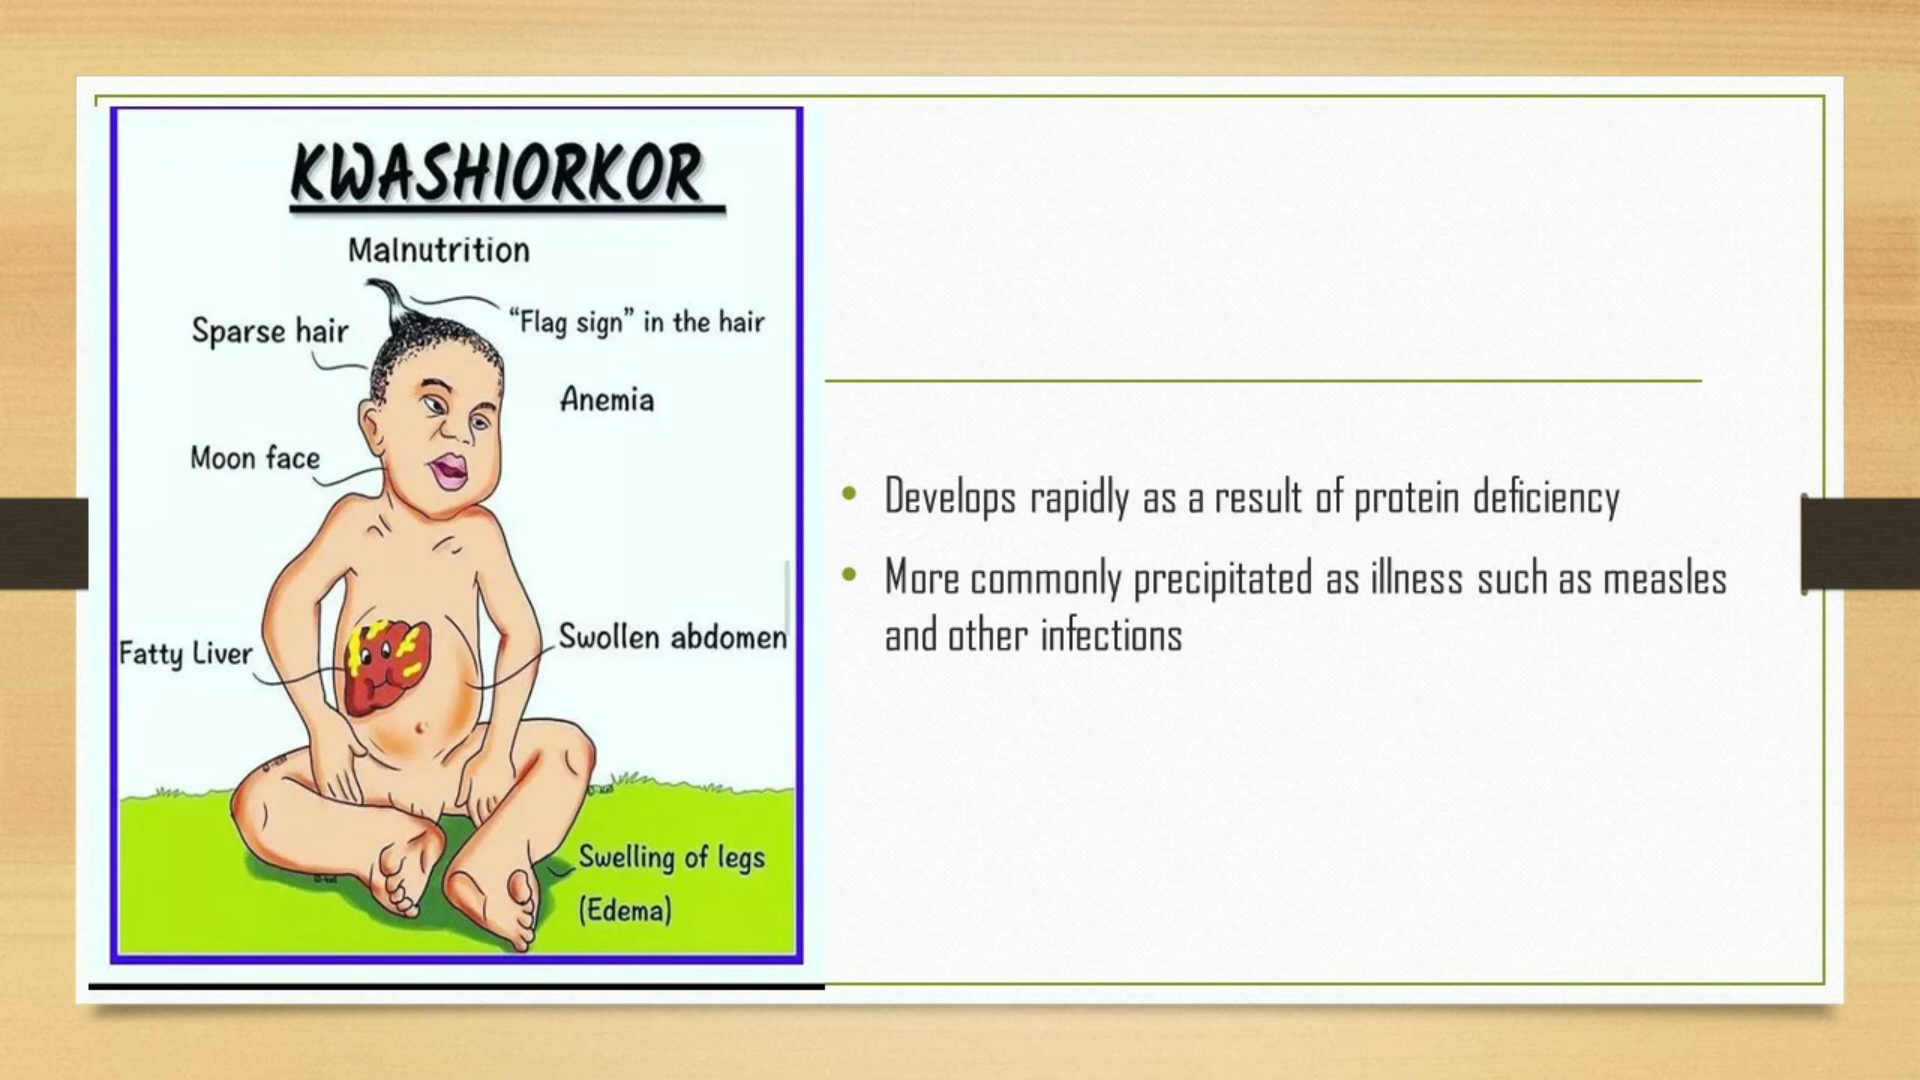 KWASHIORKOR
Malnutrition
Sparse hair
“Flag sign” in the hair
Anemia
Moon face
Fatty Liver
Swollen abdomen
Swelling of legs
(Edema)
• Develops rapidly as a result of protein deficiency
• More commonly precipitated as illness such as measles
and other infections